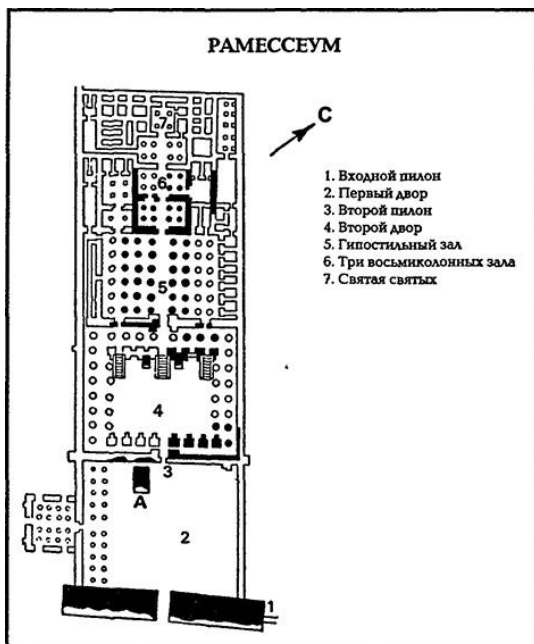 РАМЕССЕУМ
С
1. Входной пилон
2. Первый двор
3. Второй пилон
4. Второй двор
5. Гипостильный зал
6. Три восьмиколонных зала
7. Святая святых
7
6
5
4
3
А
2
1